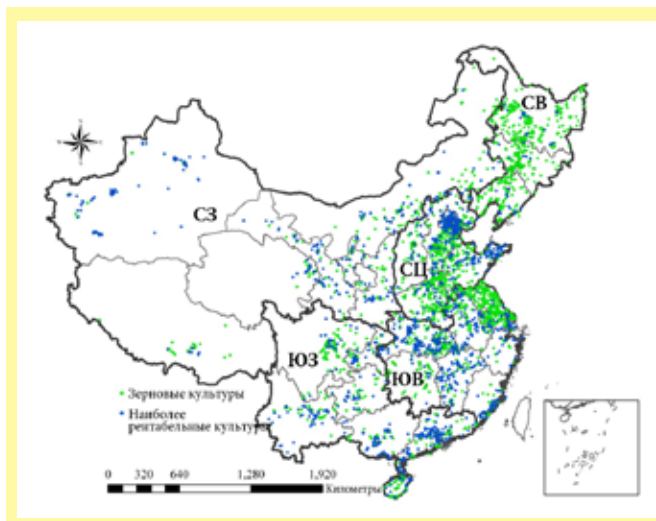 СВ
СЗ
СЦ
ЮЗ
ЮВ
Зерновые культуры
Наиболее
рентабельные культуры
0 320 640 1,280 1,920
Километры